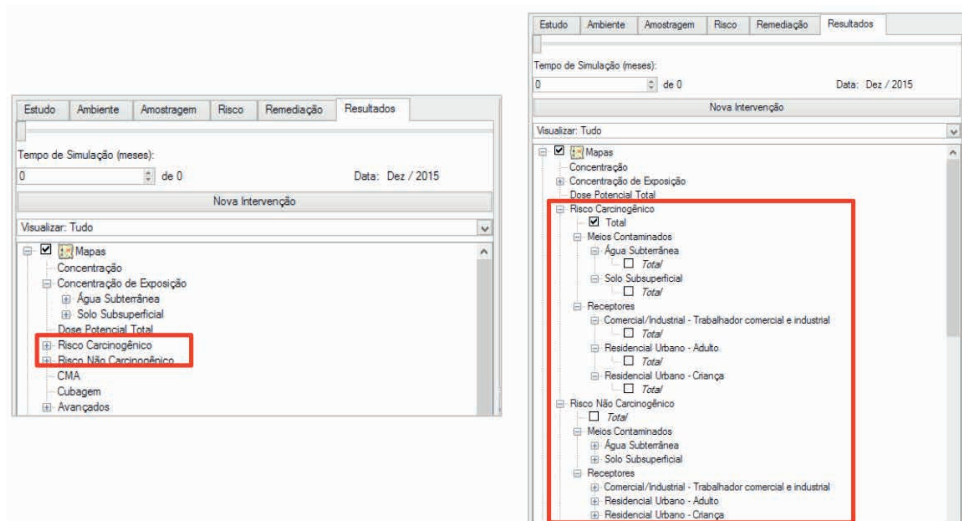 Estudo Ambiente Amostragem Risco Remediação Resultados
Tempo de Simulação (meses):
0 de 0 Data: Dez / 2015
Nova Intervenção
Visualizar: Tudo
Mapas
Concentração
Concentração de Exposição
Água Subterrânea
Solo Subsuperficial
Dose Potencial Total
Risco Carcinogênico
Risco Não Carcinogênico
CMA
Cubagem
Avançados
Estudo Ambiente Amostragem Risco Remediação Resultados
Tempo de Simulação (meses):
0 de 0 Data: Dez / 2015
Nova Intervenção
Visualizar: Tudo
Mapas
Concentração
Concentração de Exposição
Dose Potencial Total
Risco Carcinogênico
Total
Meios Contaminados
Água Subterrânea
Total
Solo Subsuperficial
Total
Receptores
Comercial/Industrial - Trabalhador comercial e industrial
Total
Residencial Urbano - Adulto
Total
Residencial Urbano - Criança
Total
Risco Não Carcinogênico
Total
Meios Contaminados
Água Subterrânea
Solo Subsuperficial
Receptores
Comercial/Industrial - Trabalhador comercial e industrial
Residencial Urbano - Adulto
Residencial Urbano - Criança